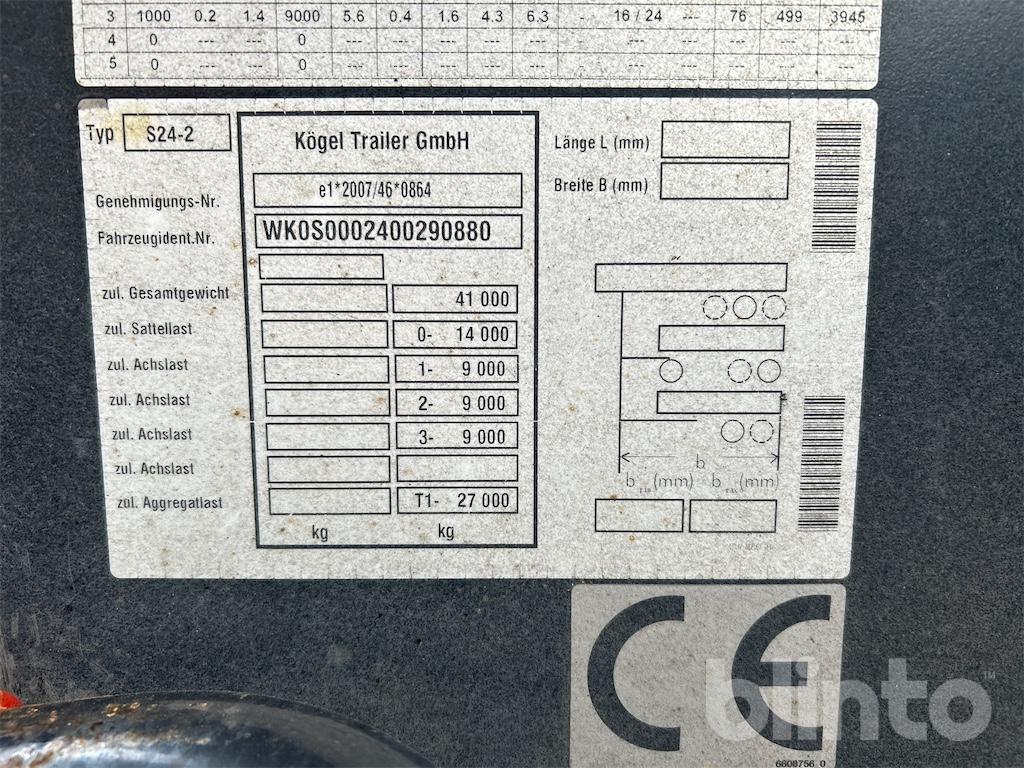 3 1000 0.2 1.4 9000 5.6 0.4 1.6 4.3 6.3 - 16 / 24 --- 76 499 3945
4 0 --- --- 0 --- --- --- --- --- - --- --- --- --- ---
5 0 --- --- 0 --- --- --- --- --- - --- --- --- --- ---
Typ S24-2
Kögel Trailer GmbH
Länge L (mm)
Breite B (mm)
Genehmigungs-Nr. e1*2007/46*0864
Fahrzeugident.Nr. WK0S0002400290880
zul. Gesamtgewicht 41 000
zul. Sattellast 0- 14 000
zul. Achslast 1- 9 000
zul. Achslast 2- 9 000
zul. Achslast 3- 9 000
zul. Achslast
zul. Aggregatlast T1- 27 000
kg kg
b
b (mm) b (mm)
CE
6608756 0
blinto™